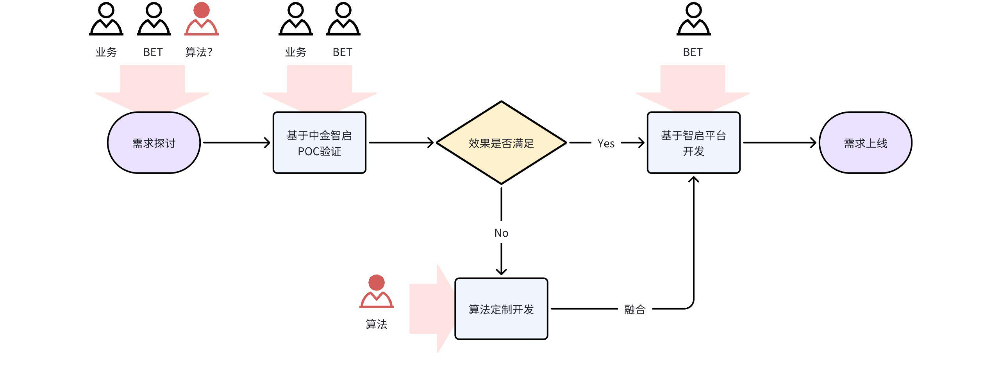 业务
BET
算法?
业务
BET
BET
需求探讨
基于中金智启
POC验证
效果是否满足
Yes
基于智启平台
开发
需求上线
No
算法
算法定制开发
融合